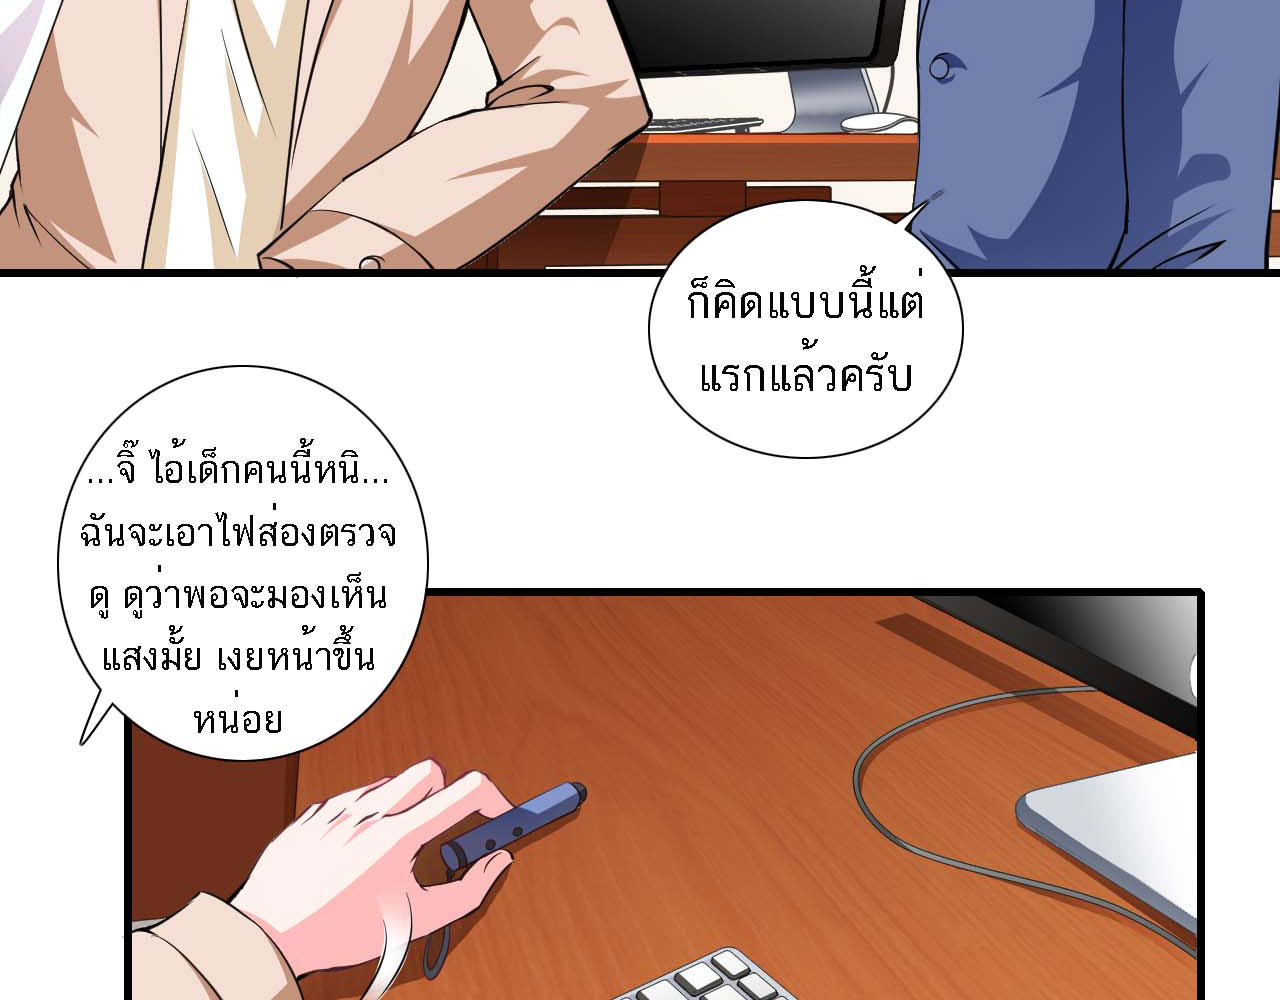 ก็คิดแบบนี้แต่
แรกแล้วครับ
...จิ๊ ไอ้เด็กคนนี้หนิ...
ฉันจะเอาไฟส่องตรวจ
ดู ดูว่าพอจะมองเห็น
แสงมั้ย เงยหน้าขึ้น
หน่อย